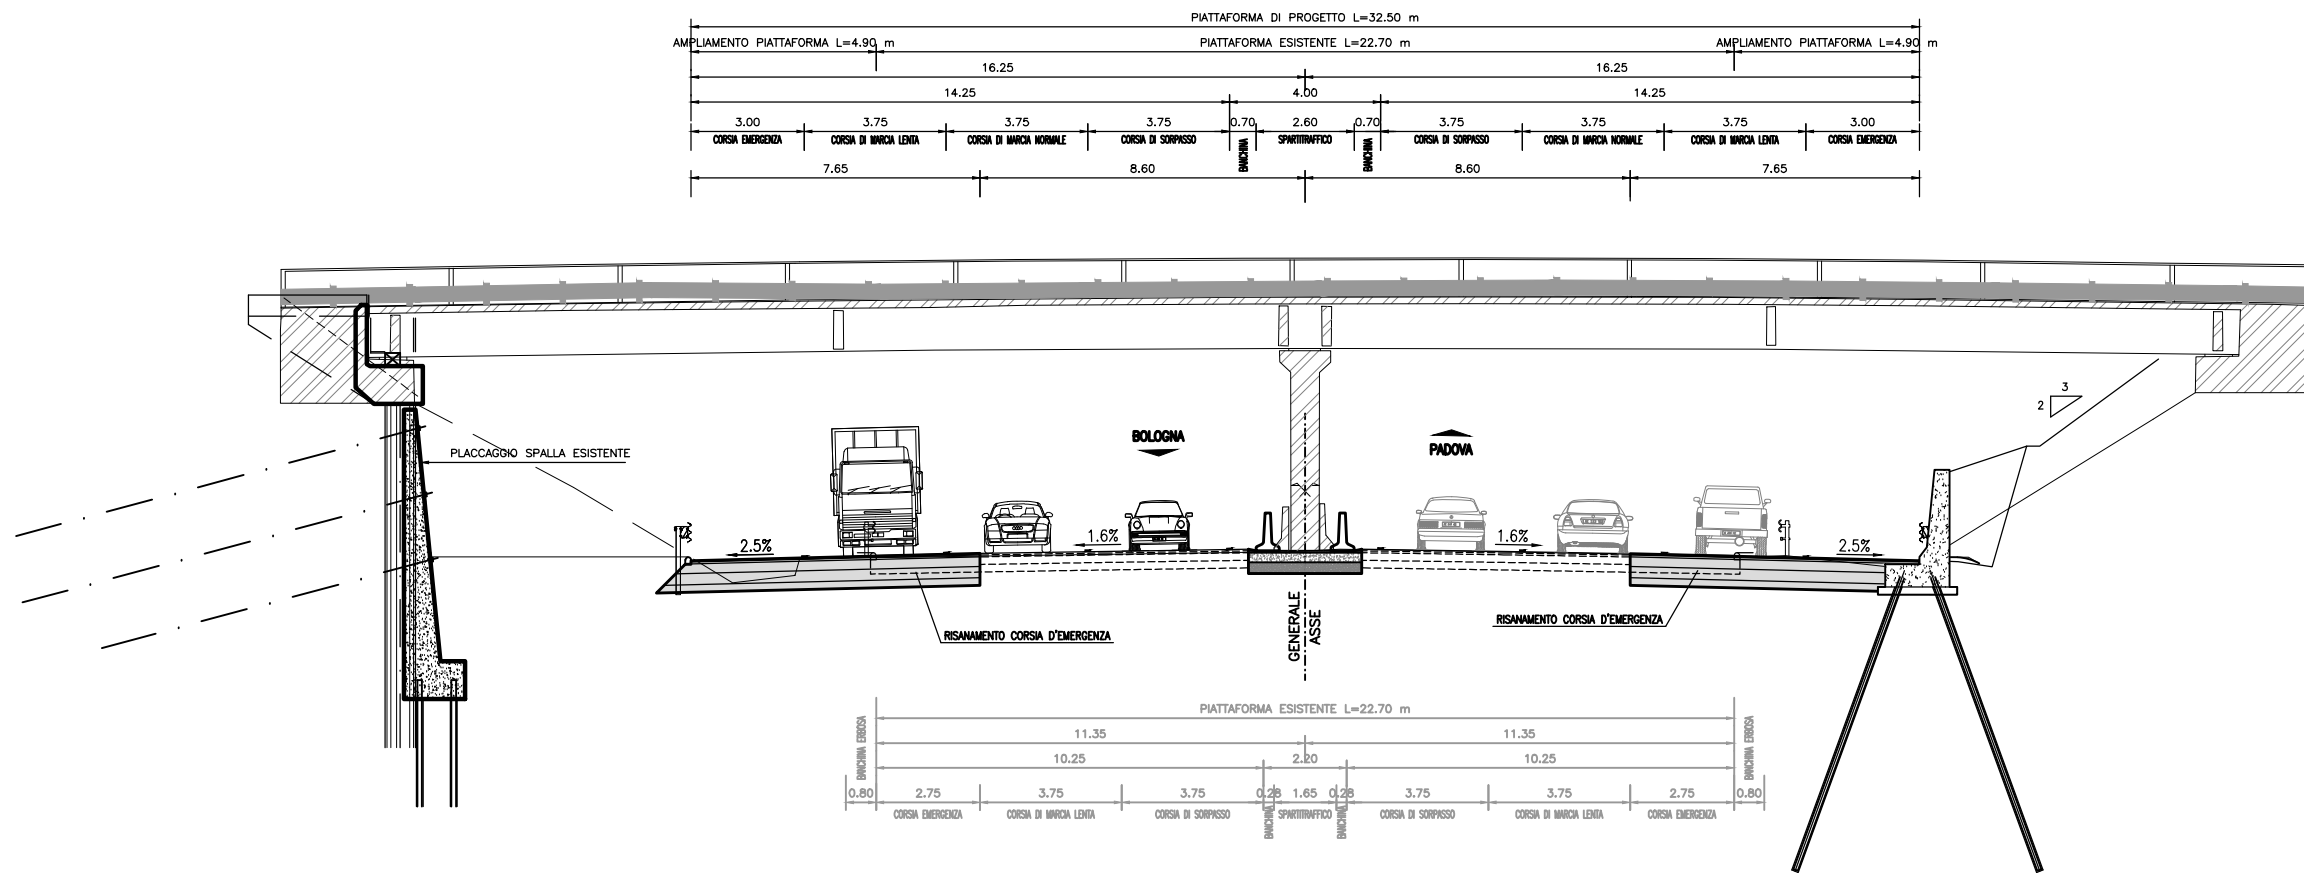 PIATTAFORMA DI PROGETTO L=32.50 m
AMPLIAMENTO PIATTAFORMA L=4.90 m
PIATTAFORMA ESISTENTE L=22.70 m
AMPLIAMENTO PIATTAFORMA L=4.90 m
16.25
16.25
14.25
4.00
14.25
3.00
3.75
3.75
3.75
0.70
2.60
0.70
3.75
3.75
3.75
3.00
CORSIA EMERGENZA
CORSIA DI MARCIA LENTA
CORSIA DI MARCIA NORMALE
CORSIA DI SORPASSO
BANCHINA
SPARTITRAFFICO
BANCHINA
CORSIA DI SORPASSO
CORSIA DI MARCIA NORMALE
CORSIA DI MARCIA LENTA
CORSIA EMERGENZA
7.65
8.60
8.60
7.65
3
2
BOLOGNA
PADOVA
PLACCAGGIO SPALLA ESISTENTE
2.5%
1.6%
1.6%
2.5%
RISANAMENTO CORSIA D'EMERGENZA
RISANAMENTO CORSIA D'EMERGENZA
GENERALE
ASSE
PIATTAFORMA ESISTENTE L=22.70 m
BANCHINA ERBOSA
BANCHINA ERBOSA
11.35
11.35
10.25
2.20
10.25
0.80
2.75
3.75
3.75
0.28
1.65
0.28
3.75
3.75
2.75
0.80
CORSIA EMERGENZA
CORSIA DI MARCIA LENTA
CORSIA DI SORPASSO
BANCHINA
SPARTITRAFFICO
BANCHINA
CORSIA DI SORPASSO
CORSIA DI MARCIA LENTA
CORSIA EMERGENZA